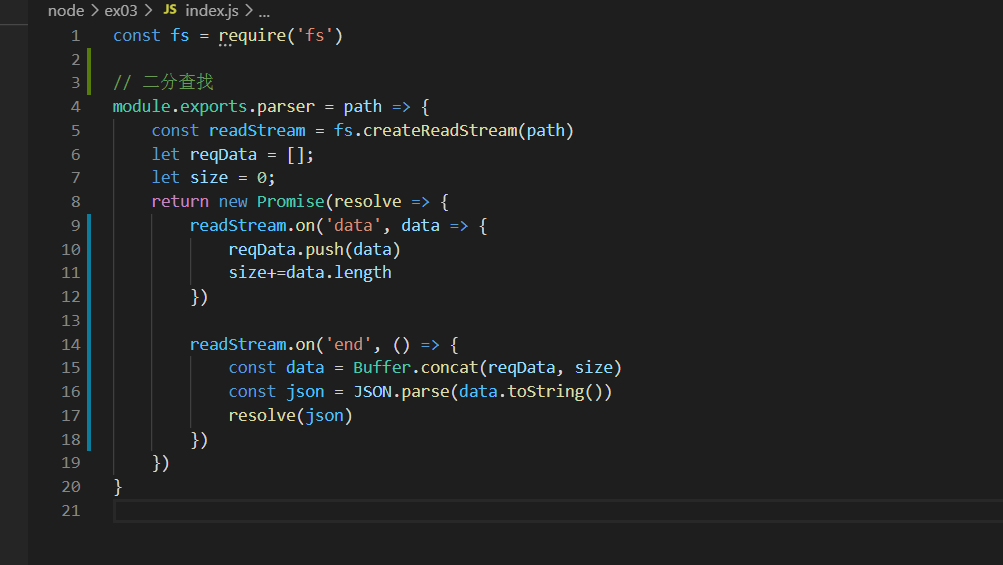 node > ex03 > JS index.js > ...
1 const fs = require('fs')
2
3 // 二分查找
4 module.exports.parser = path => {
5     const readStream = fs.createReadStream(path)
6     let reqData = [];
7     let size = 0;
8     return new Promise(resolve => {
9         readStream.on('data', data => {
10             reqData.push(data)
11             size+=data.length
12         })
13
14         readStream.on('end', () => {
15             const data = Buffer.concat(reqData, size)
16             const json = JSON.parse(data.toString())
17             resolve(json)
18         })
19     })
20 }
21